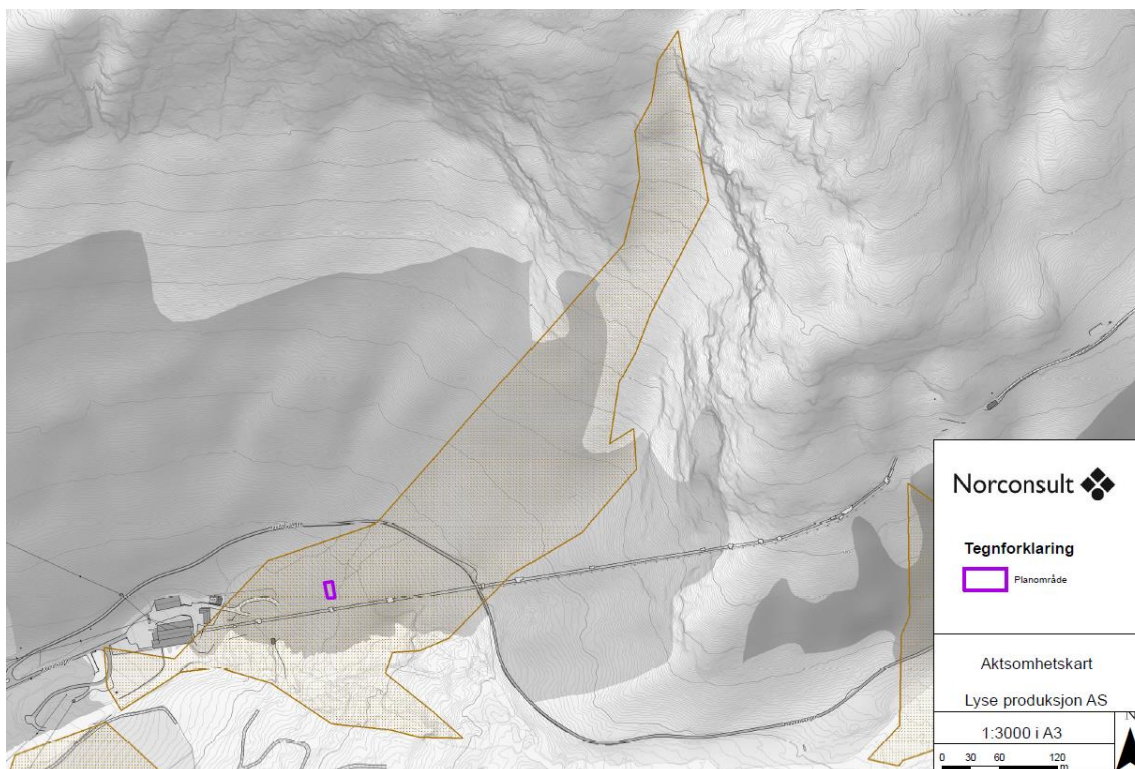 Norconsult
Tegnforklaring
Planområde
Aktsomhetskart
Lyse produksjon AS
1:3000 i A3
N
0 30 60 120
m